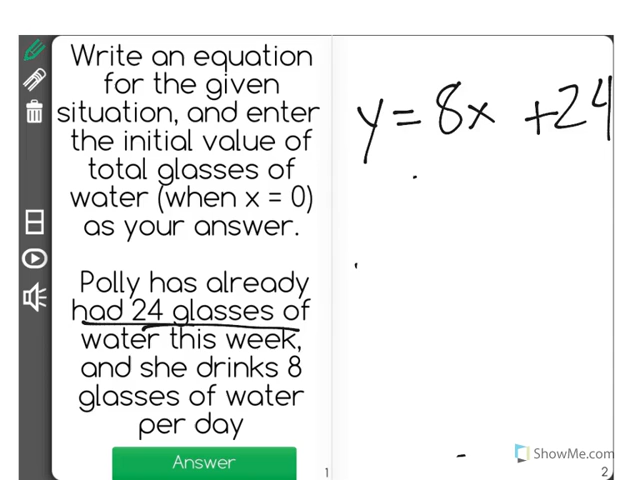 Write an equation
for the given
situation, and enter
the initial value of
total glasses of
water (when x = 0)
as your answer.
Polly has already
had 24 glasses of
water this week,
and she drinks 8
glasses of water
per day
Answer
1
y = 8x +24
ShowMe.com
2